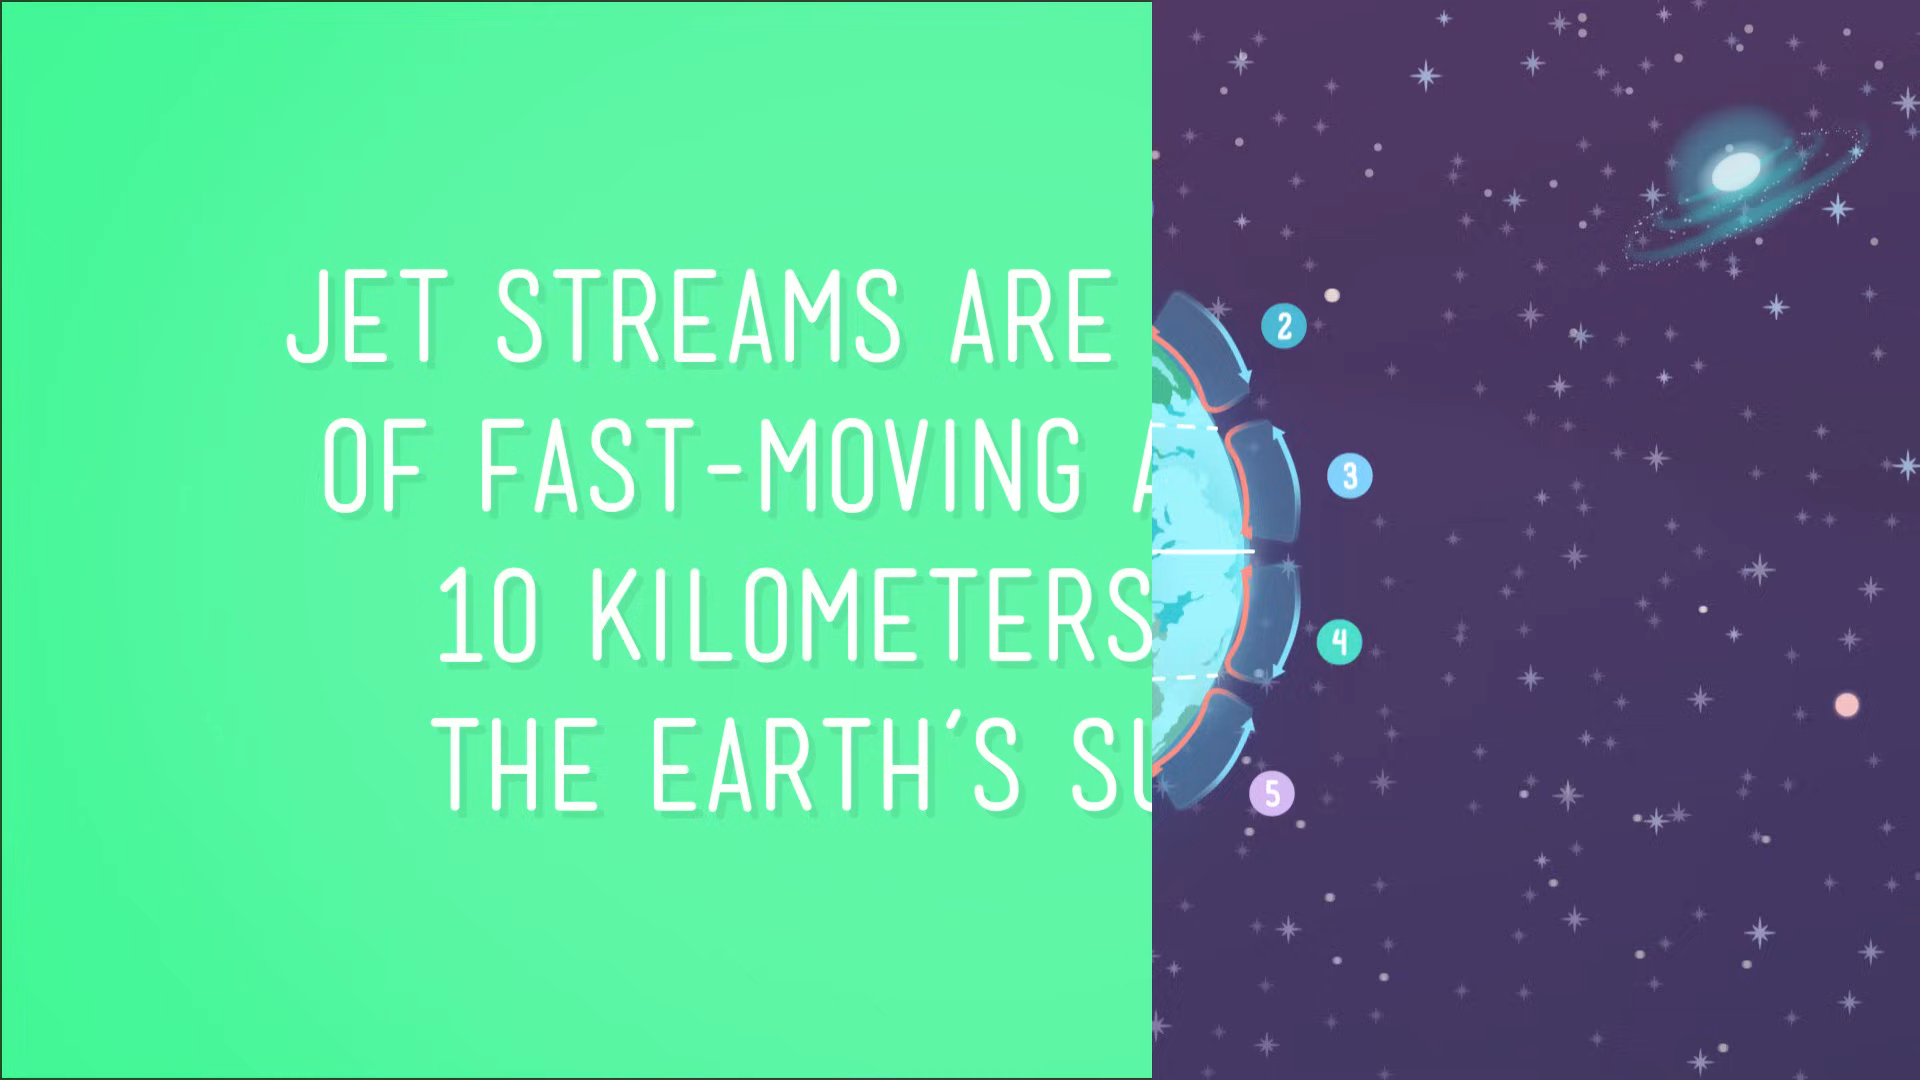 JET STREAMS ARE
OF FAST-MOVING
10 KILOMETERS
THE EARTH'S
2
3
4
5